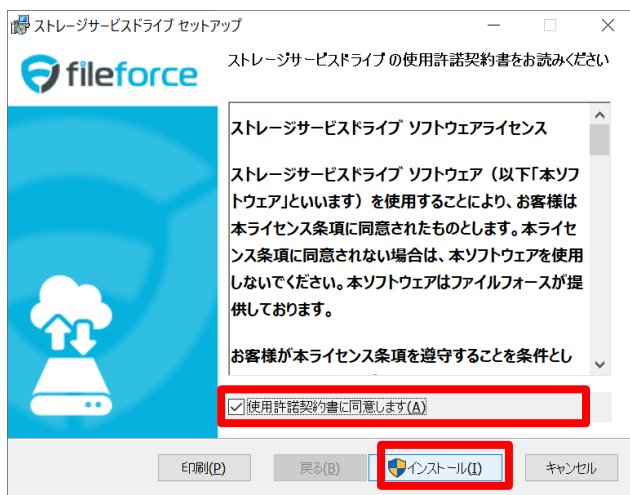 ストレージサービスドライブ セットアップ
fileforce
ストレージサービスドライブ の使用許諾契約書をお読みください
ストレージサービスドライブ ソフトウェアライセンス
ストレージサービスドライブ ソフトウェア（以下「本ソフ
トウェア」といいます）を使用することにより、お客様は
本ライセンス条項に同意されたものとします。本ライセ
ンス条項に同意されない場合は、本ソフトウェアを使用
しないでください。本ソフトウェアはファイルフォースが提
供しております。
お客様が本ライセンス条項を遵守することを条件とし
使用許諾契約書に同意します(A)
印刷(P)
戻る(B)
インストール(I)
キャンセル